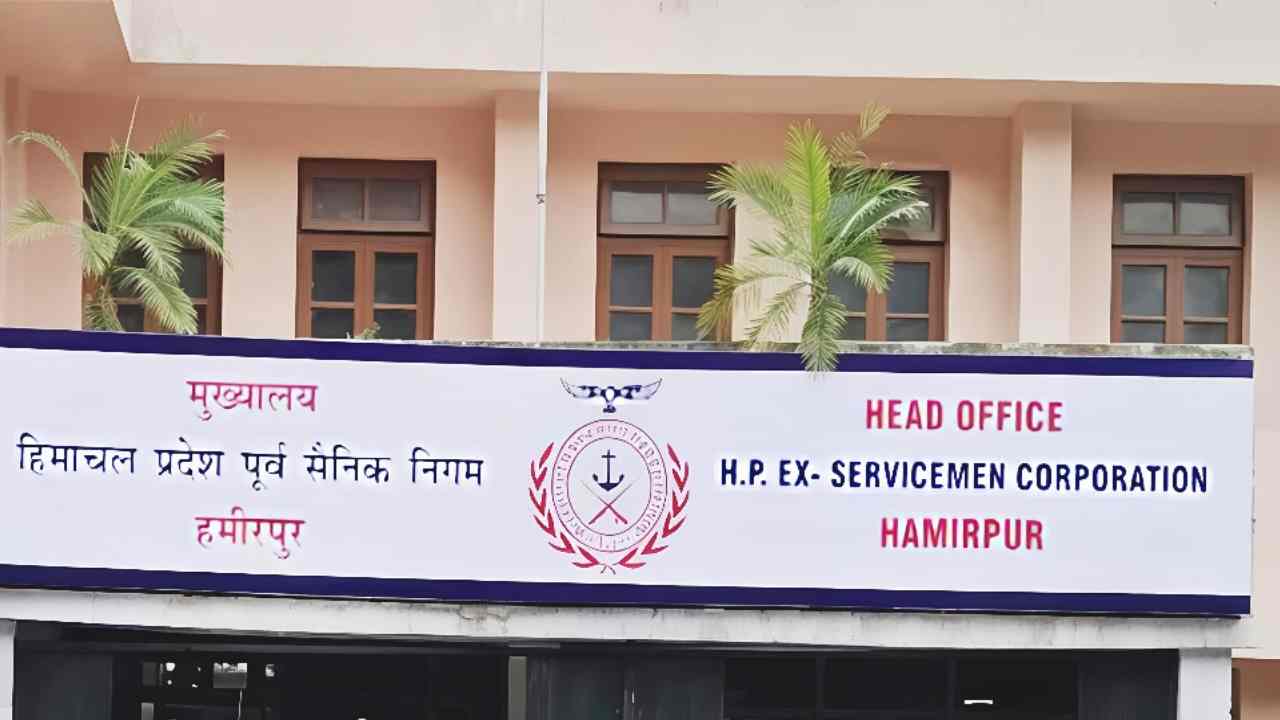 मुख्यालय
हिमाचल प्रदेश पूर्व सैनिक निगम
हमीरपुर
HEAD OFFICE
H.P. EX- SERVICEMEN CORPORATION
HAMIRPUR